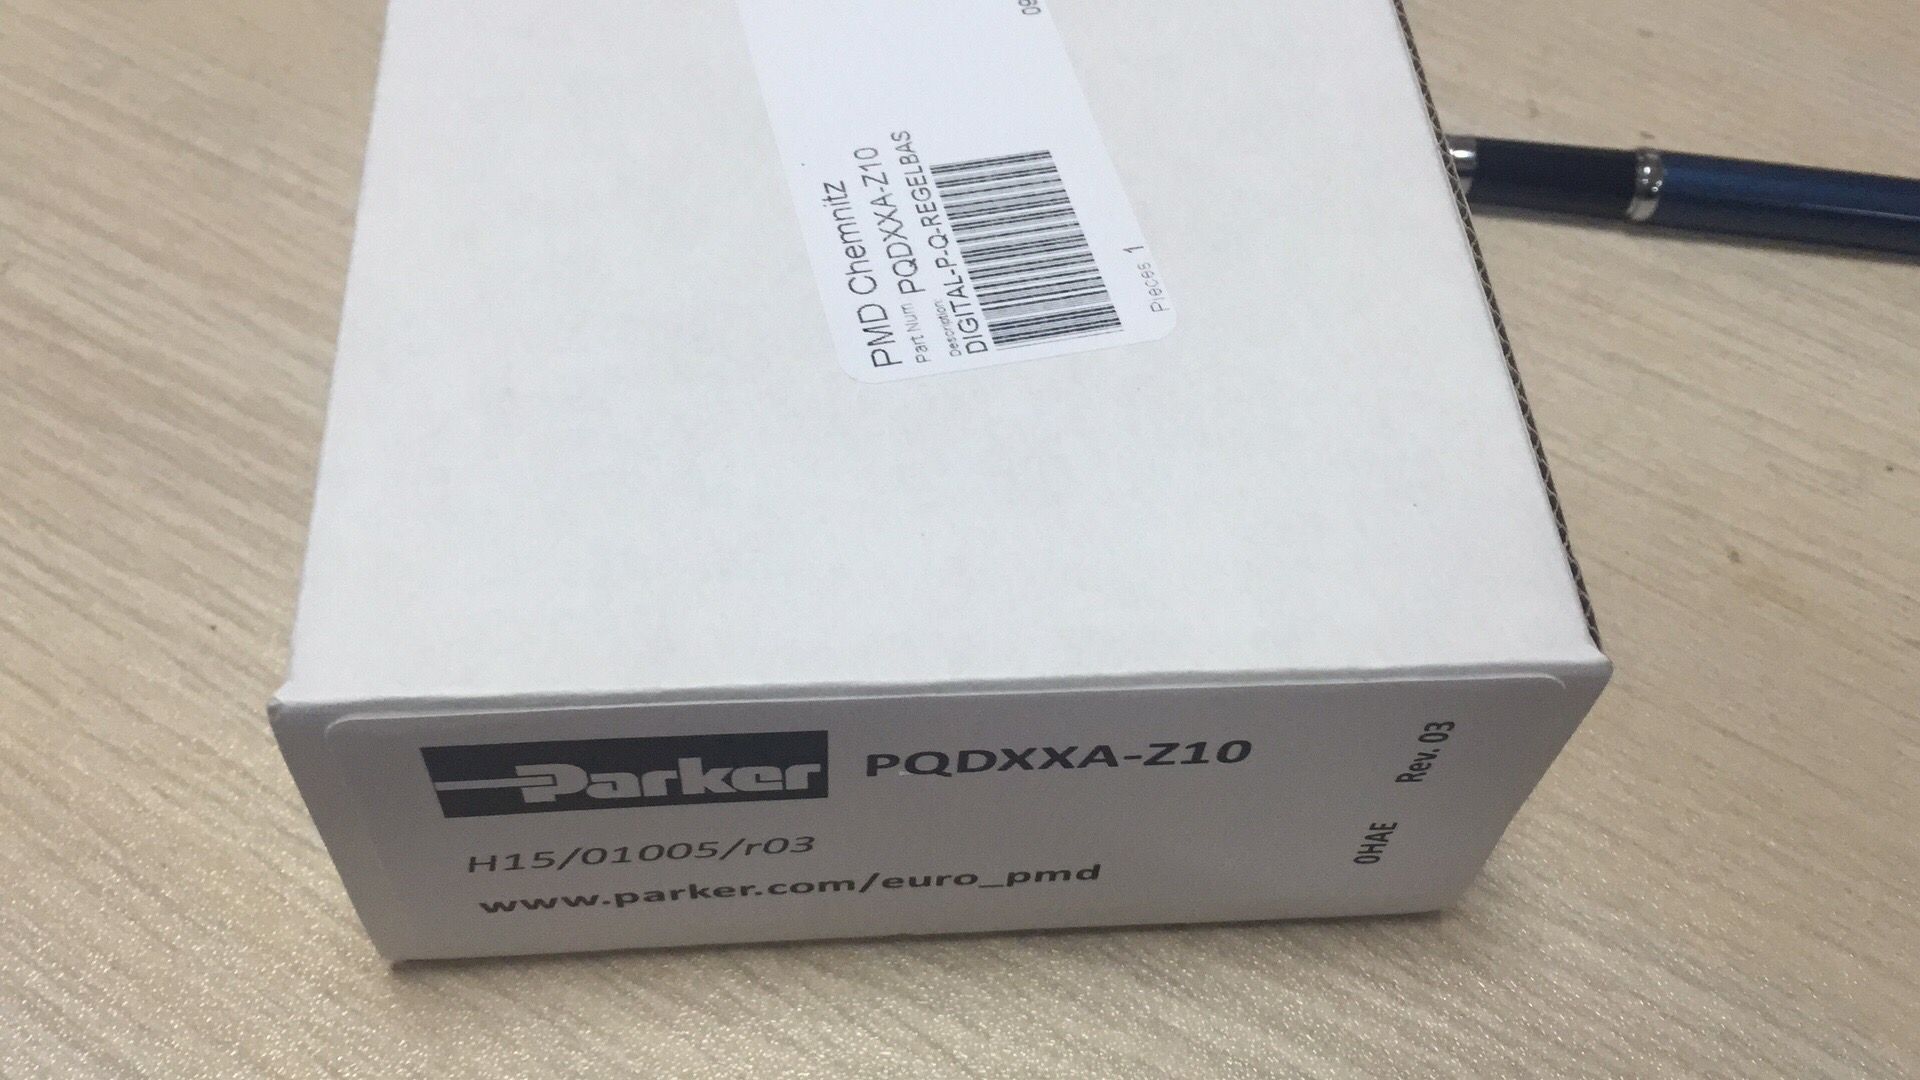 PMD Chemnitz
Part Num PQDXXA-Z10
Description:
DIGITAL-P-Q-REGELBAS
Pieces 1
Parker PQDXXA-Z10
H15/01005/r03
www.parker.com/euro_pmd
0HAE Rev. 03